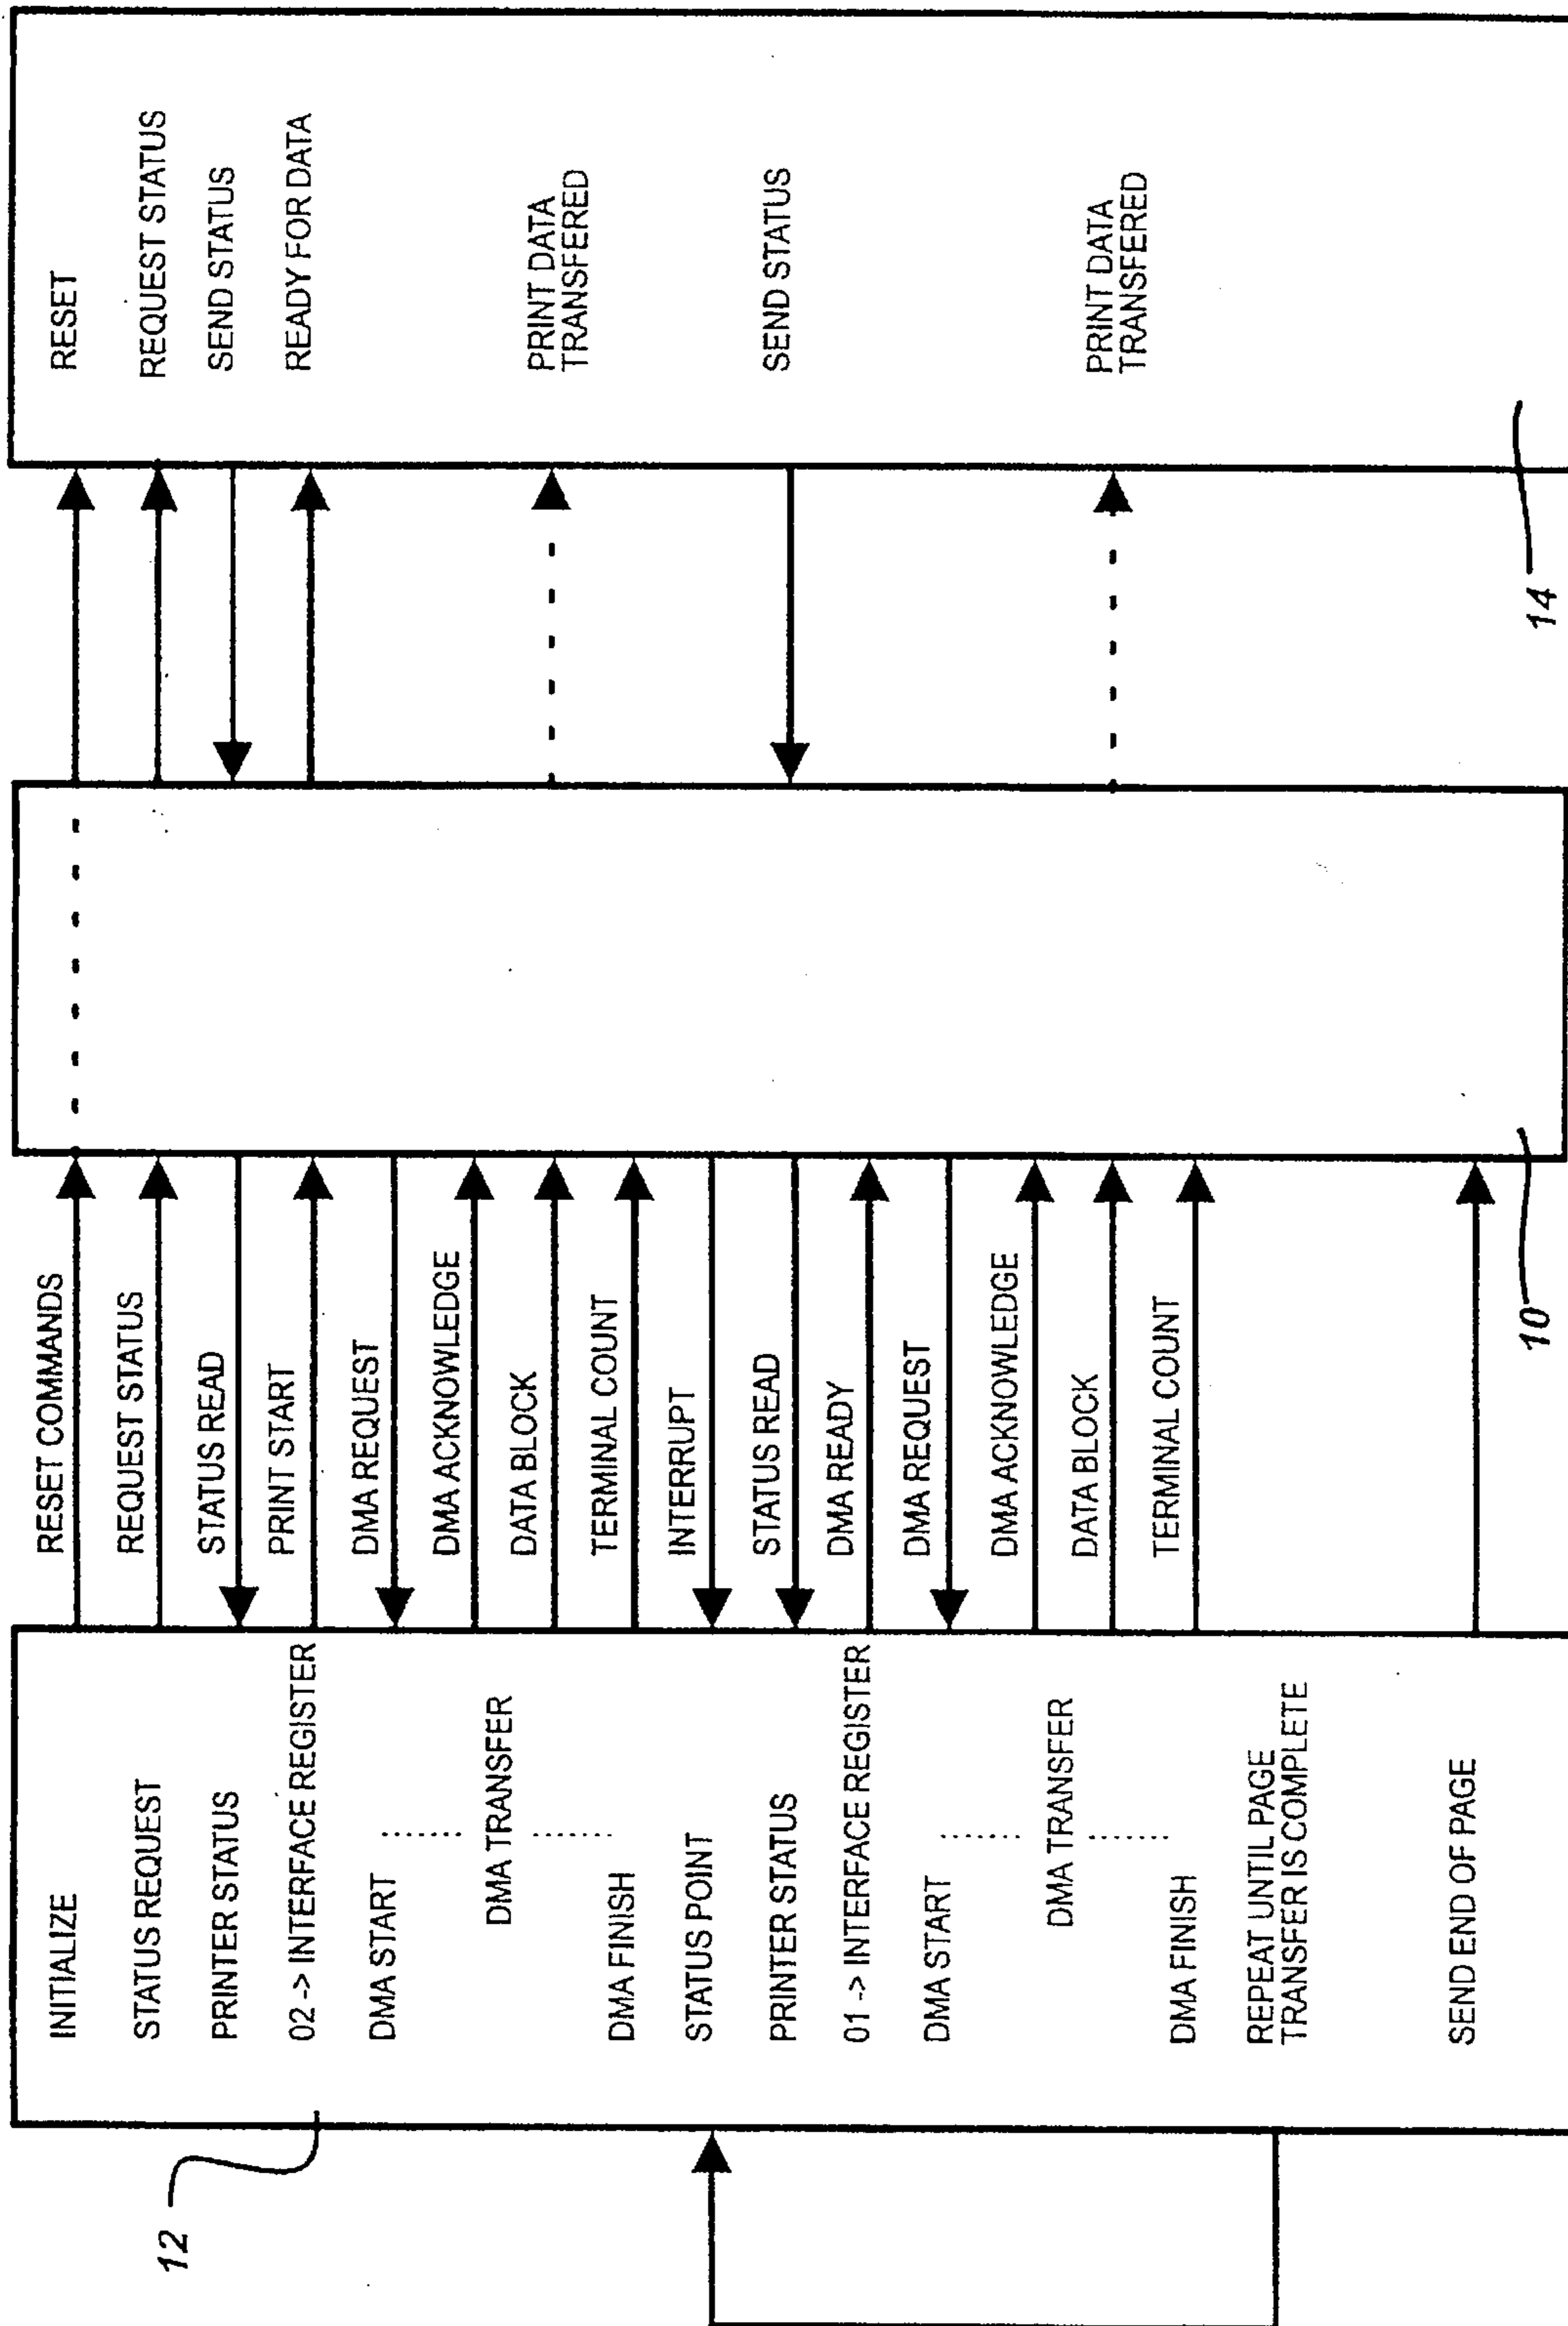 INITIALIZE
STATUS REQUEST
PRINTER STATUS
02 -> INTERFACE REGISTER
DMA START
DMA TRANSFER
DMA FINISH
STATUS POINT
PRINTER STATUS
01 -> INTERFACE REGISTER
DMA START
DMA TRANSFER
DMA FINISH
REPEAT UNTIL PAGE
TRANSFER IS COMPLETE
SEND END OF PAGE
12
RESET COMMANDS
REQUEST STATUS
STATUS READ
PRINT START
DMA REQUEST
DMA ACKNOWLEDGE
DATA BLOCK
TERMINAL COUNT
INTERRUPT
STATUS READ
DMA READY
DMA REQUEST
DMA ACKNOWLEDGE
DATA BLOCK
TERMINAL COUNT
10
RESET
REQUEST STATUS
SEND STATUS
READY FOR DATA
PRINT DATA
TRANSFERED
SEND STATUS
PRINT DATA
TRANSFERED
14